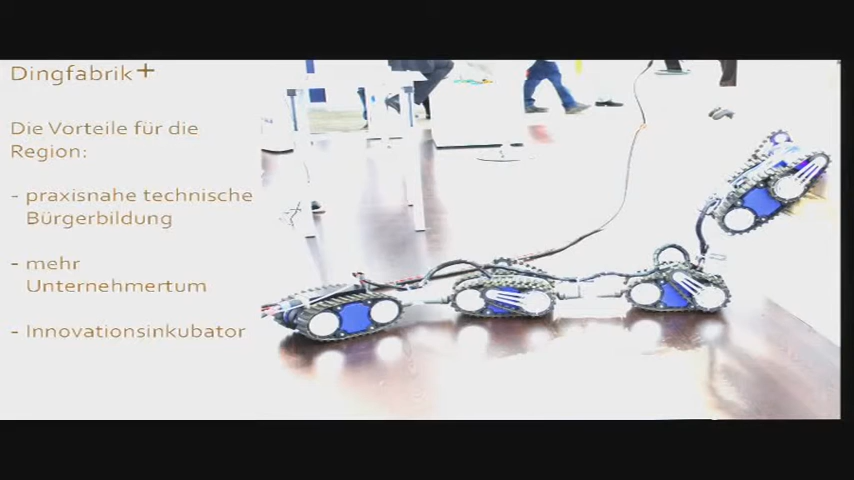 Dingfabrik+
Die Vorteile für die
Region:
- praxisnahe technische
Bürgerbildung
- mehr
Unternehmertum
- Innovationsinkubator